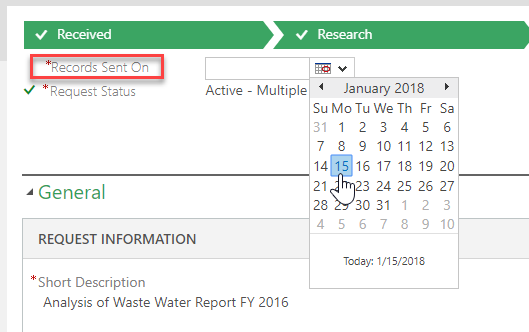 Received Research
*Records Sent On
*Request Status Active - Multiple
January 2018
Su Mo Tu We Th Fr Sa
31 1 2 3 4 5 6
7 8 9 10 11 12 13
14 15 16 17 18 19 20
21 23 24 25 26 27
28 29 30 31 1 2 3
4 5 6 7 8 9 10
Today: 1/15/2018
General
REQUEST INFORMATION
*Short Description
Analysis of Waste Water Report FY 2016